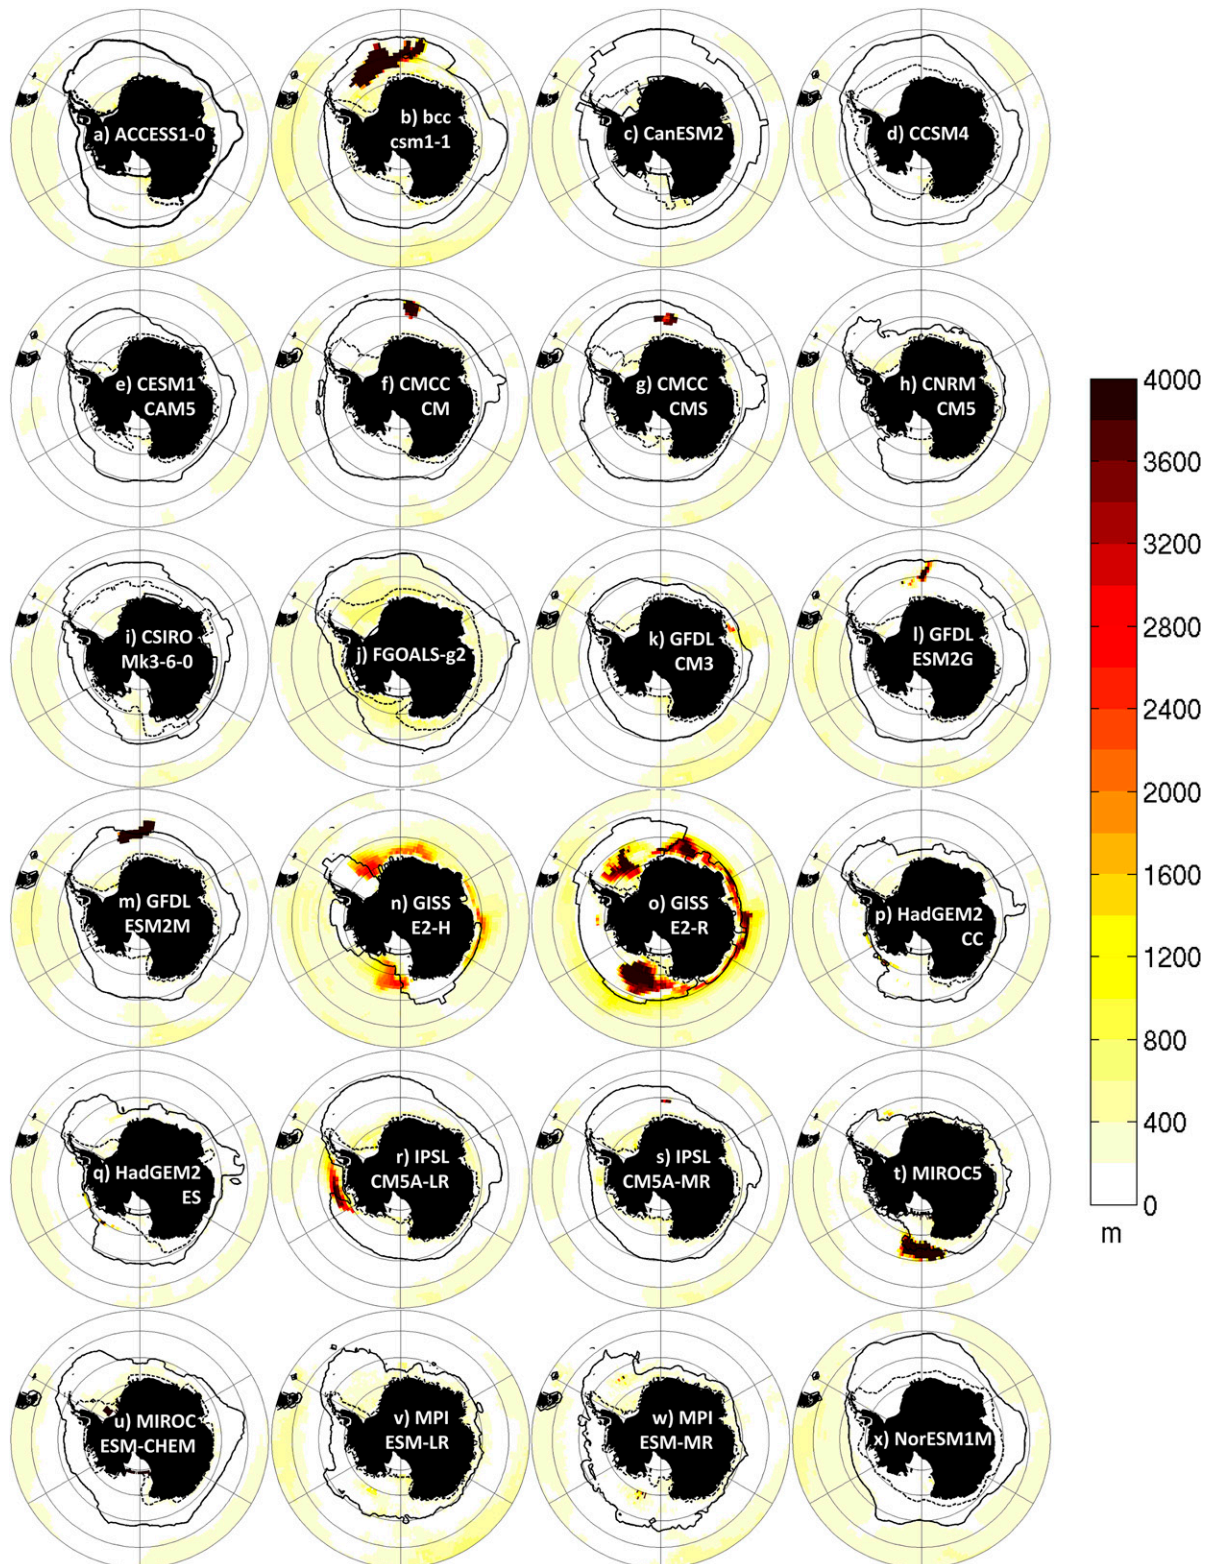 a) ACCESS1-0
b) bcc
csm1-1
c) CanESM2
d) CCSM4
e) CESM1
CAM5
f) CMCC
CM
g) CMCC
CMS
h) CNRM
CM5
i) CSIRO
Mk3-6-0
j) FGOALS-g2
k) GFDL
CM3
l) GFDL
ESM2G
m) GFDL
ESM2M
n) GISS
E2-H
o) GISS
E2-R
p) HadGEM2
CC
q) HadGEM2
ES
r) IPSL
CM5A-LR
s) IPSL
CM5A-MR
t) MIROC5
u) MIROC
ESM-CHEM
v) MPI
ESM-LR
w) MPI
ESM-MR
x) NorESM1M
4000
3600
3200
2800
2400
2000
1600
1200
800
400
0
m